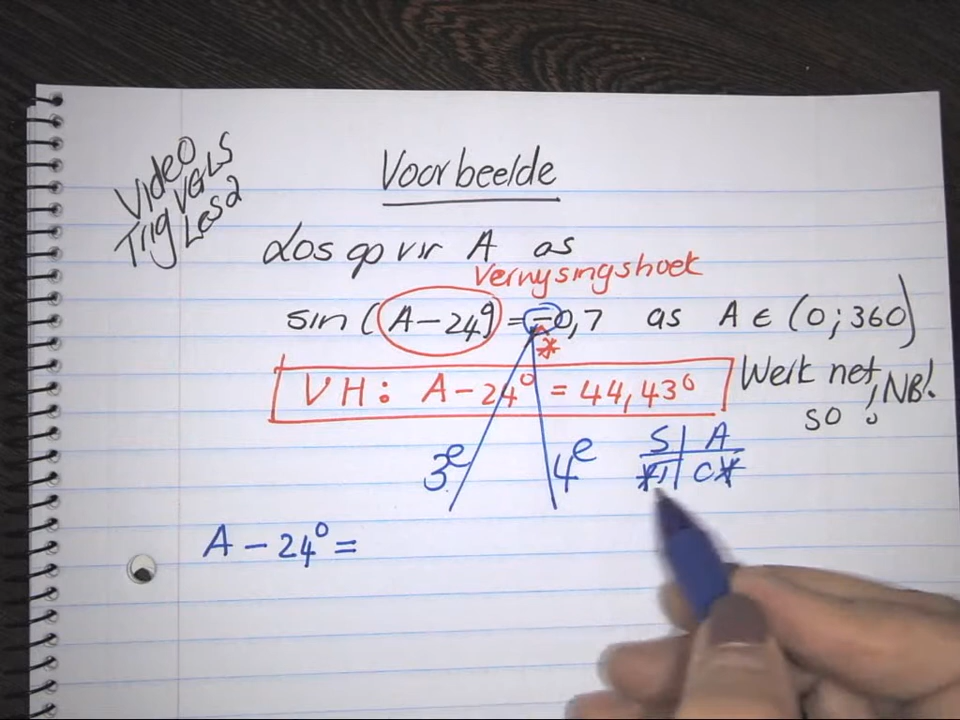 Video
Trig VGLS
Les 2
Voorbeelde
Los op vir A as
Vernysingshoek
sin (A - 24°) = -0,7 as A ∈ (0; 360)
*
VH: A - 24° = 44,43°
Werk net, NB!
so :
3e 4e
S A
T C
A - 24° =